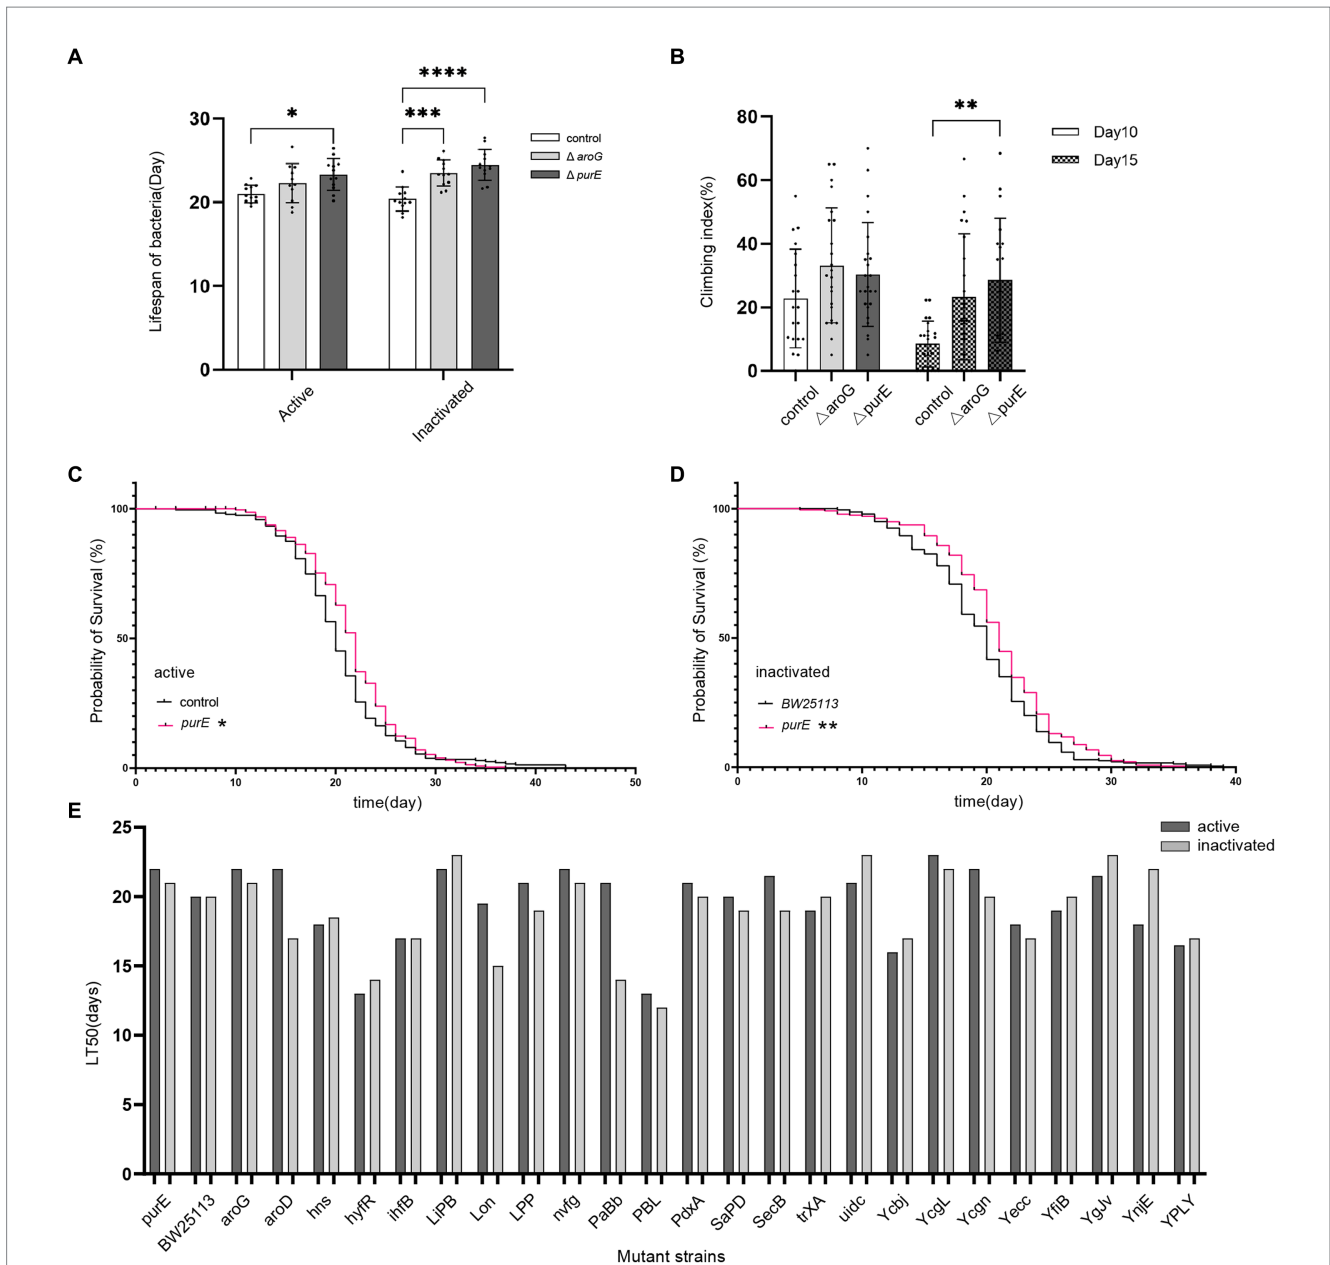 A
B
****
*
***
**
30
20
10
0
Lifespan of bacteria(Day)
Active
Inactivated
control
Δ aroG
Δ purE
80
60
40
20
0
Climbing index(%)
control
△aroG
△purE
control
△aroG
△purE
Day10
Day15
C
D
100
50
0
Probability of Survival (%)
active
control
purE *
0
10
20
30
40
50
time(day)
100
50
0
Probability of Survival (%)
inactivated
BW25113
purE **
0
10
20
30
40
time(day)
E
active
inactivated
25
20
15
10
5
0
LT50(days)
purE
BW25113
aroG
aroD
hns
hyfR
ihfB
LiPB
Lon
LPP
nvfg
PaBb
PBL
PdxA
SaPD
SecB
trXA
uidc
Ycbj
YcgL
Ycgn
Yecc
YfiB
YgJv
YnjE
YPLY
Mutant strains